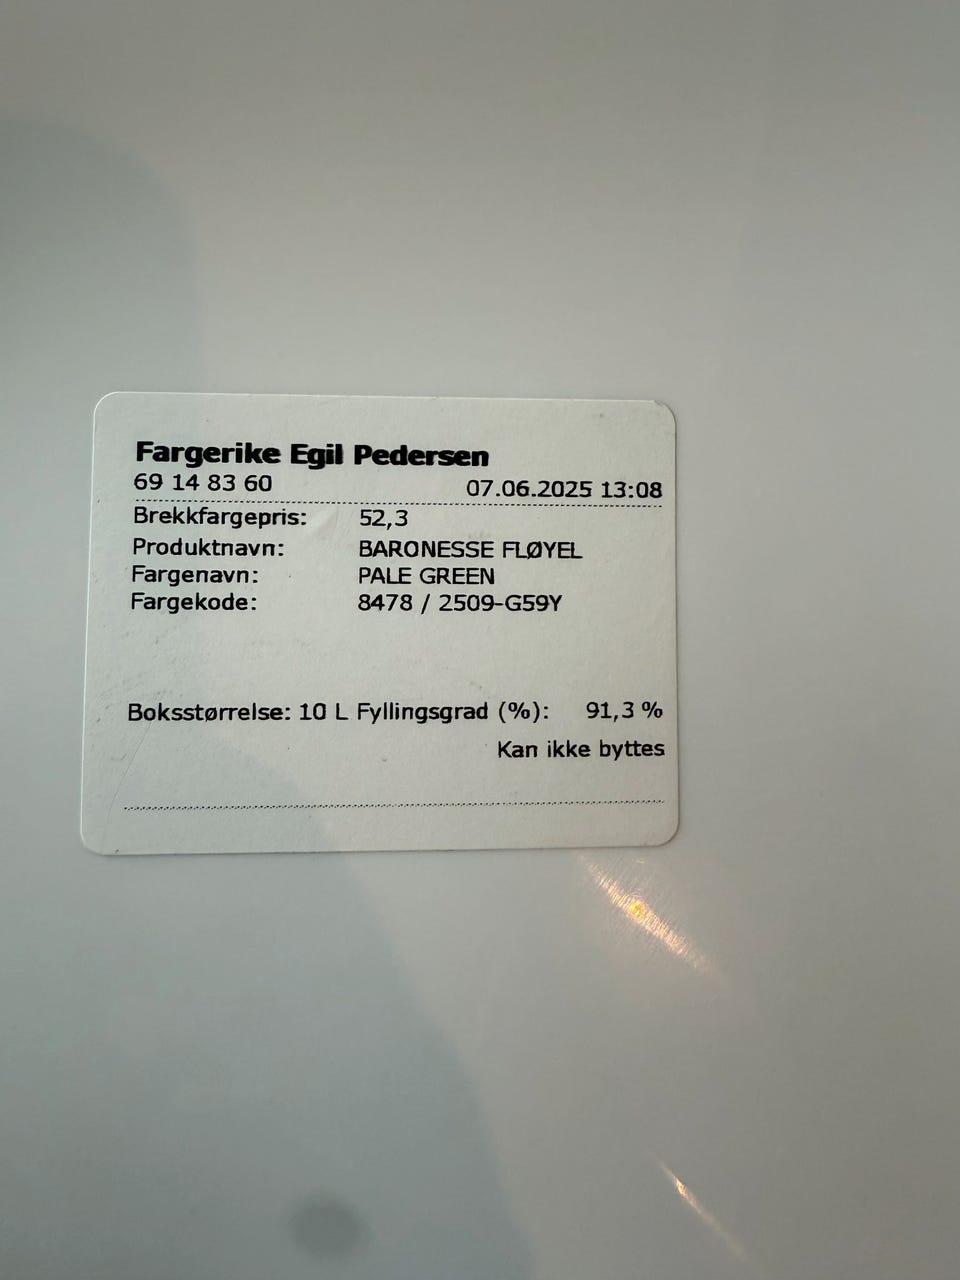 Fargerike Egil Pedersen
69 14 83 60 07.06.2025 13:08
Brekkfargepris: 52,3
Produktnavn: BARONESSE FLØYEL
Fargenavn: PALE GREEN
Fargekode: 8478 / 2509-G59Y
Boksstørrelse: 10 L Fyllingsgrad (%): 91,3 %
Kan ikke byttes